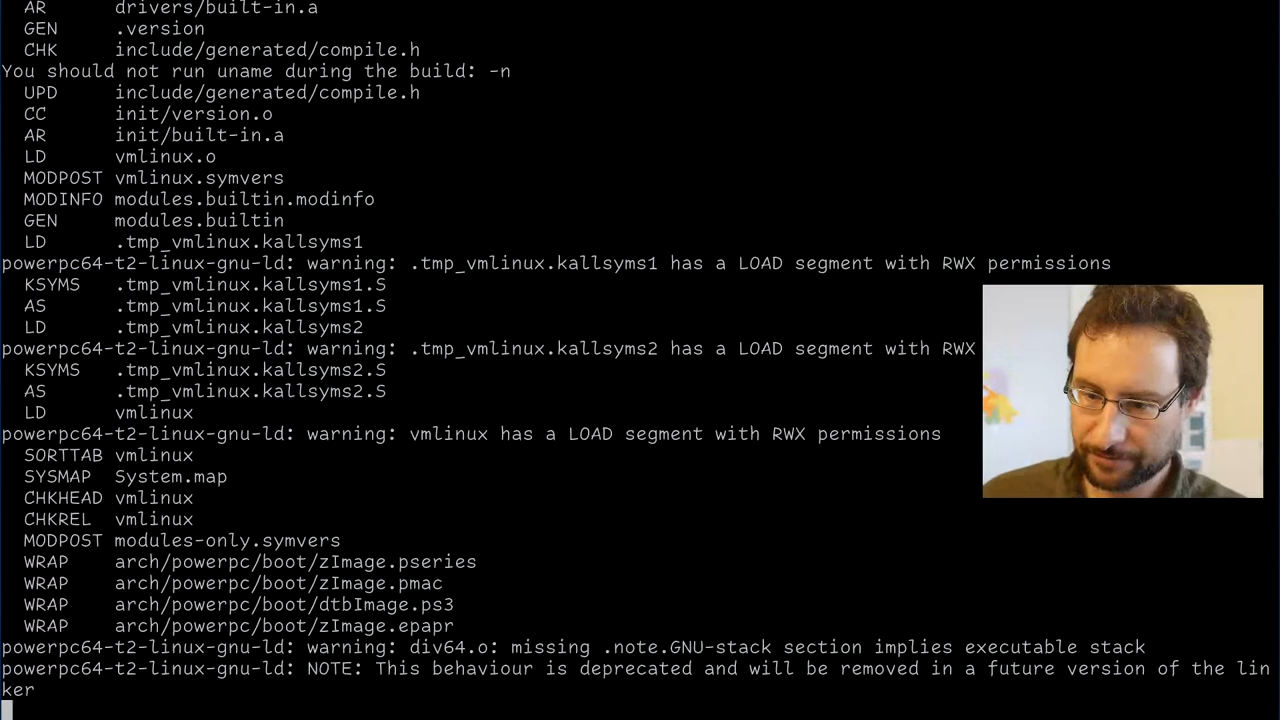 AR drivers/built-in.a
GEN .version
CHK include/generated/compile.h
You should not run uname during the build: -n
UPD include/generated/compile.h
CC init/version.o
AR init/built-in.a
LD vmlinux.o
MODPOST vmlinux.symvers
MODINFO modules.builtin.modinfo
GEN modules.builtin
LD .tmp_vmlinux.kallsyms1
powerpc64-t2-linux-gnu-ld: warning: .tmp_vmlinux.kallsyms1 has a LOAD segment with RWX permissions
KSYMS .tmp_vmlinux.kallsyms1.S
AS .tmp_vmlinux.kallsyms1.S
LD .tmp_vmlinux.kallsyms2
powerpc64-t2-linux-gnu-ld: warning: .tmp_vmlinux.kallsyms2 has a LOAD segment with RWX
KSYMS .tmp_vmlinux.kallsyms2.S
AS .tmp_vmlinux.kallsyms2.S
LD vmlinux
powerpc64-t2-linux-gnu-ld: warning: vmlinux has a LOAD segment with RWX permissions
SORTTAB vmlinux
SYSMAP System.map
CHKHEAD vmlinux
CHKREL vmlinux
MODPOST modules-only.symvers
WRAP arch/powerpc/boot/zImage.pseries
WRAP arch/powerpc/boot/zImage.pmac
WRAP arch/powerpc/boot/dtbImage.ps3
WRAP arch/powerpc/boot/zImage.epapr
powerpc64-t2-linux-gnu-ld: warning: div64.o: missing .note.GNU-stack section implies executable stack
powerpc64-t2-linux-gnu-ld: NOTE: This behaviour is deprecated and will be removed in a future version of the lin
ker